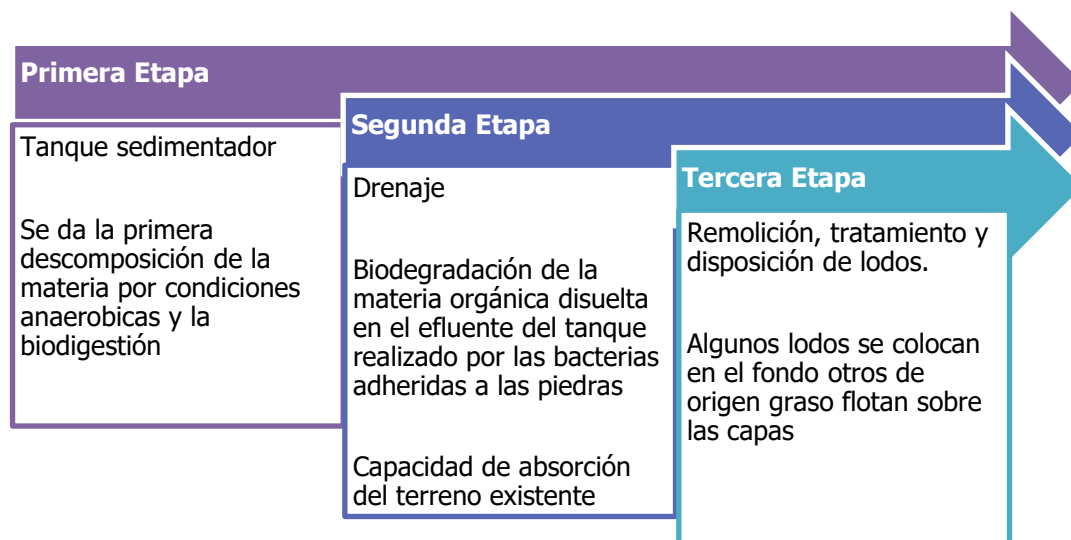 Primera Etapa
Tanque sedimentador
Se da la primera
descomposición de la
materia por condiciones
anaerobicas y la
biodigestión
Segunda Etapa
Drenaje
Biodegradación de la
materia orgánica disuelta
en el efluente del tanque
realizado por las bacterias
adheridas a las piedras
Capacidad de absorción
del terreno existente
Tercera Etapa
Remolición, tratamiento y
disposición de lodos.
Algunos lodos se colocan
en el fondo otros de
origen graso flotan sobre
las capas